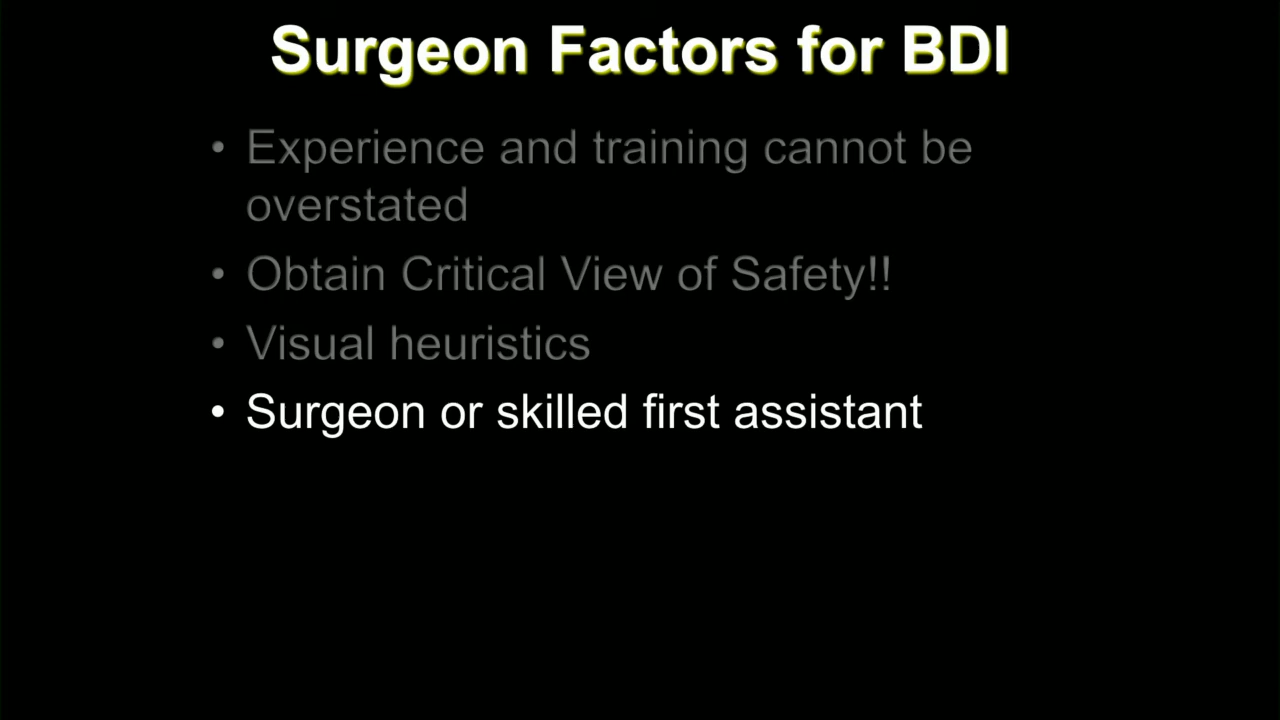 Surgeon Factors for BDI
• Experience and training cannot be
overstated
• Obtain Critical View of Safety!!
• Visual heuristics
• Surgeon or skilled first assistant